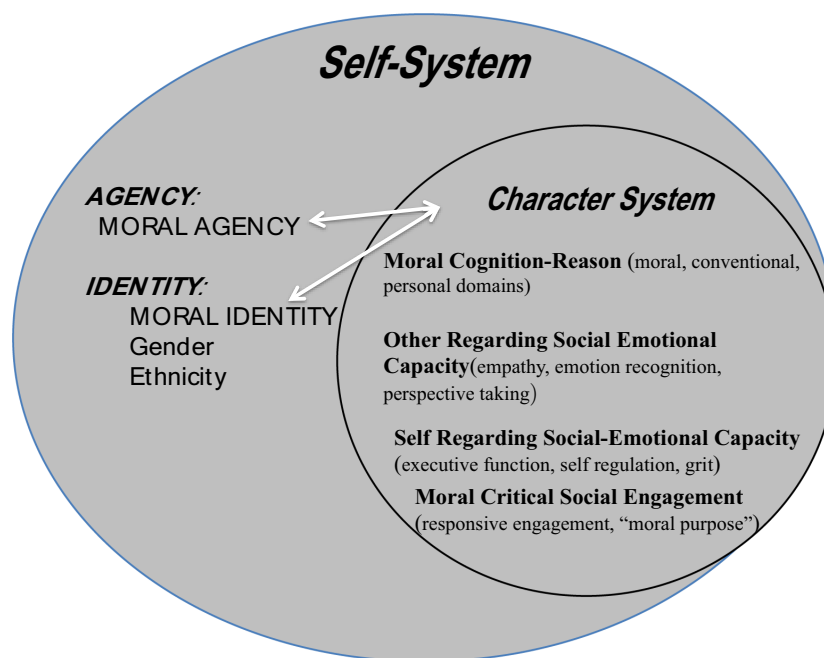 Self-System
AGENCY:
MORAL AGENCY
IDENTITY:
MORAL IDENTITY
Gender
Ethnicity
Character System
Moral Cognition-Reason (moral, conventional,
personal domains)
Other Regarding Social Emotional
Capacity(empathy, emotion recognition,
perspective taking)
Self Regarding Social-Emotional Capacity
(executive function, self regulation, grit)
Moral Critical Social Engagement
(responsive engagement, “moral purpose”)